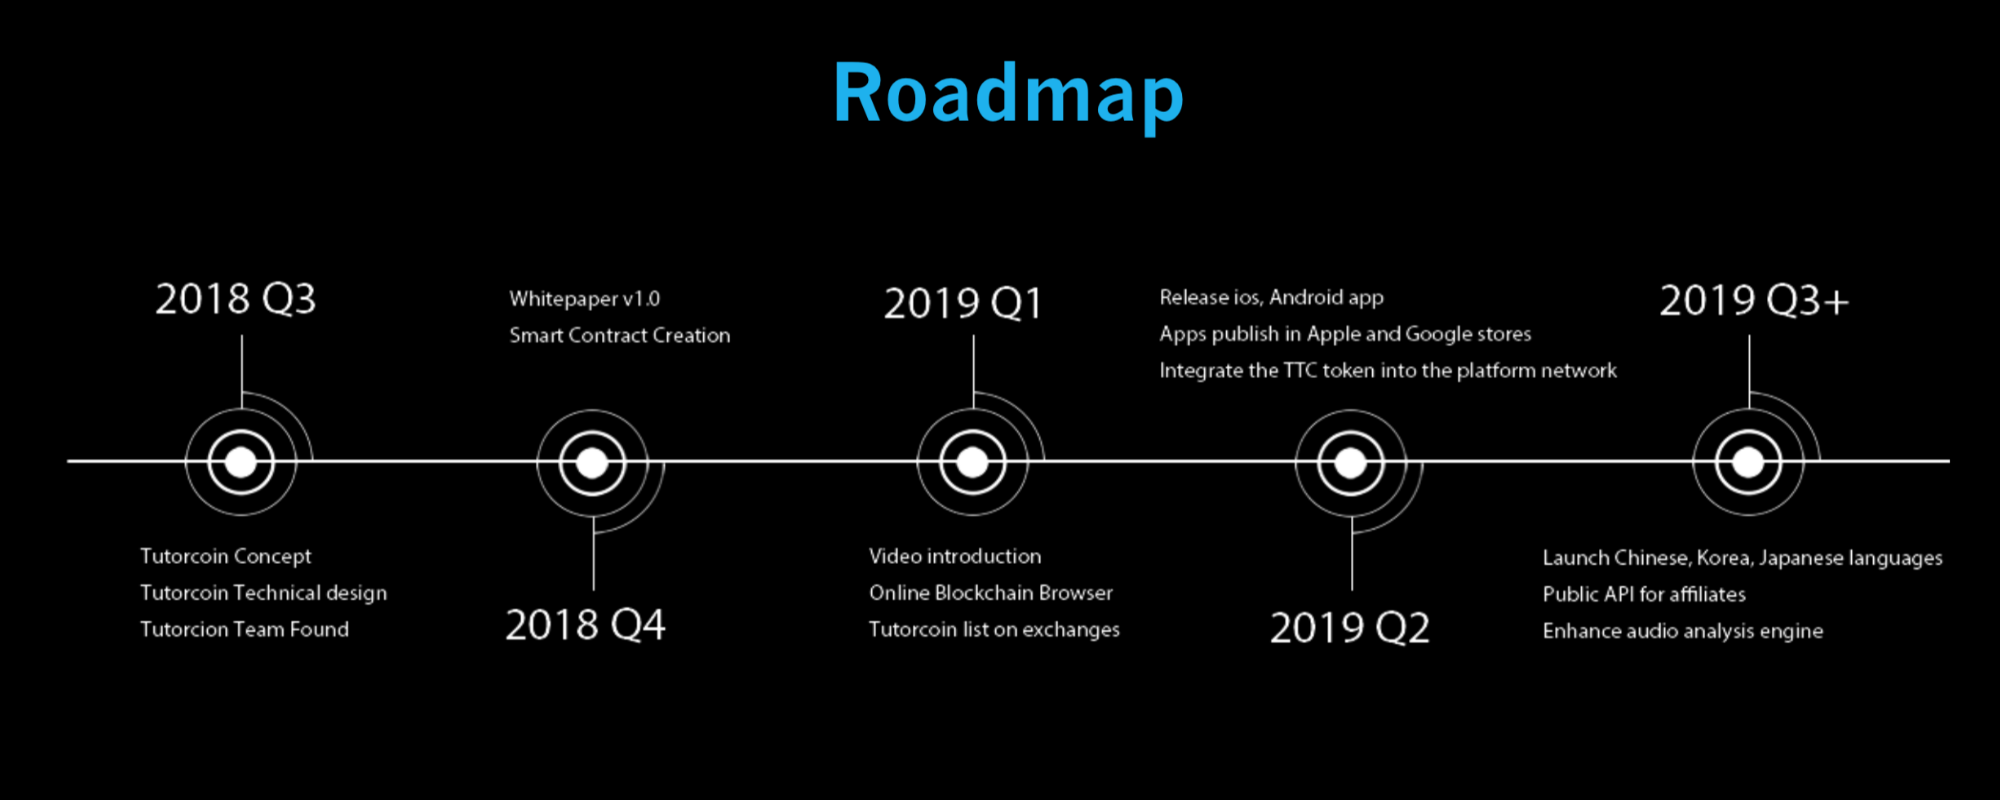 Roadmap
2018 Q3
Tutorcoin Concept
Tutorcoin Technical design
Tutorcion Team Found
Whitepaper v1.0
Smart Contract Creation
2018 Q4
2019 Q1
Video introduction
Online Blockchain Browser
Tutorcoin list on exchanges
Release ios, Android app
Apps publish in Apple and Google stores
Integrate the TTC token into the platform network
2019 Q2
2019 Q3+
Launch Chinese, Korea, Japanese languages
Public API for affiliates
Enhance audio analysis engine